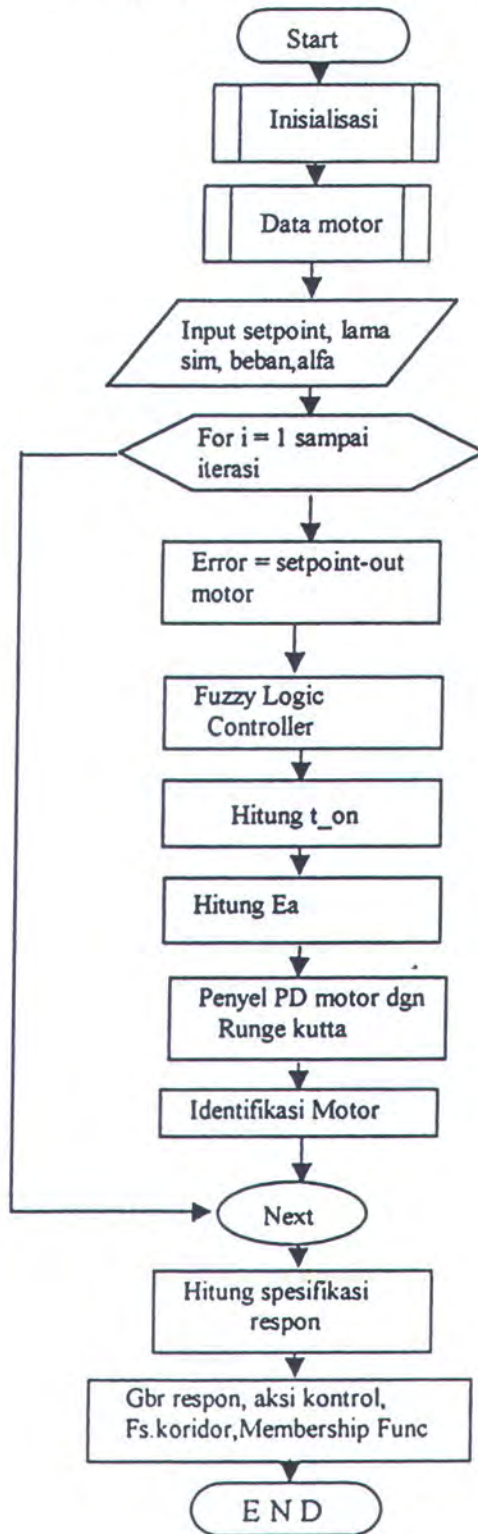 Start
Inisialisasi
Data motor
Input setpoint, lama
sim, beban,alfa
For i = 1 sampai
iterasi
Error = setpoint-out
motor
Fuzzy Logic
Controller
Hitung t_on
Hitung Ea
Penyel PD motor dgn
Runge kutta
Identifikasi Motor
Next
Hitung spesifikasi
respon
Gbr respon, aksi kontrol,
Fs.koridor,Membership Func
E N D